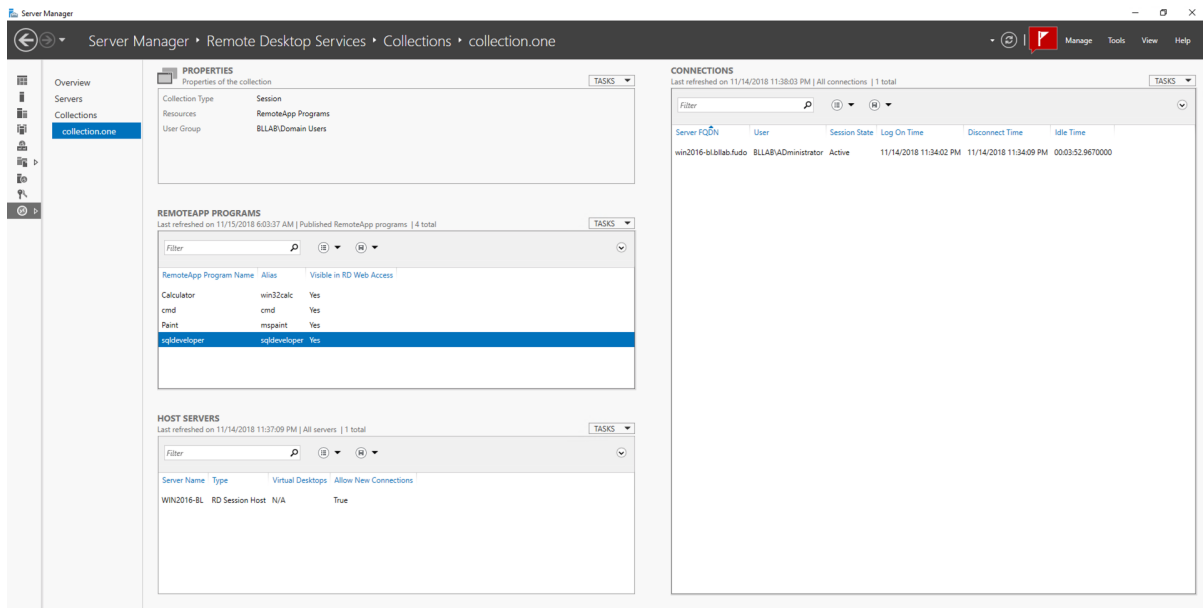 Server Manager
Server Manager ‣ Remote Desktop Services ‣ Collections ‣ collection.one
Manage Tools View Help
Overview
Servers
Collections
collection.one
PROPERTIES
Properties of the collection
TASKS
Collection Type Session
Resources RemoteApp Programs
User Group BLLAB\Domain Users
REMOTEAPP PROGRAMS
Last refreshed on 11/15/2018 6:03:37 AM | Published RemoteApp programs | 4 total
TASKS
Filter
RemoteApp Program Name Alias Visible in RD Web Access
Calculator win32calc Yes
cmd cmd Yes
Paint mspaint Yes
sqldeveloper sqldeveloper Yes
HOST SERVERS
Last refreshed on 11/14/2018 11:37:09 PM | All servers | 1 total
TASKS
Filter
Server Name Type Virtual Desktops Allow New Connections
WIN2016-BL RD Session Host N/A True
CONNECTIONS
Last refreshed on 11/14/2018 11:38:03 PM | All connections | 1 total
TASKS
Filter
Server FQDN User Session State Log On Time Disconnect Time Idle Time
win2016-bl.bllab.fudo BLLAB\ADministrator Active 11/14/2018 11:34:02 PM 11/14/2018 11:34:09 PM 00:03:52.9670000